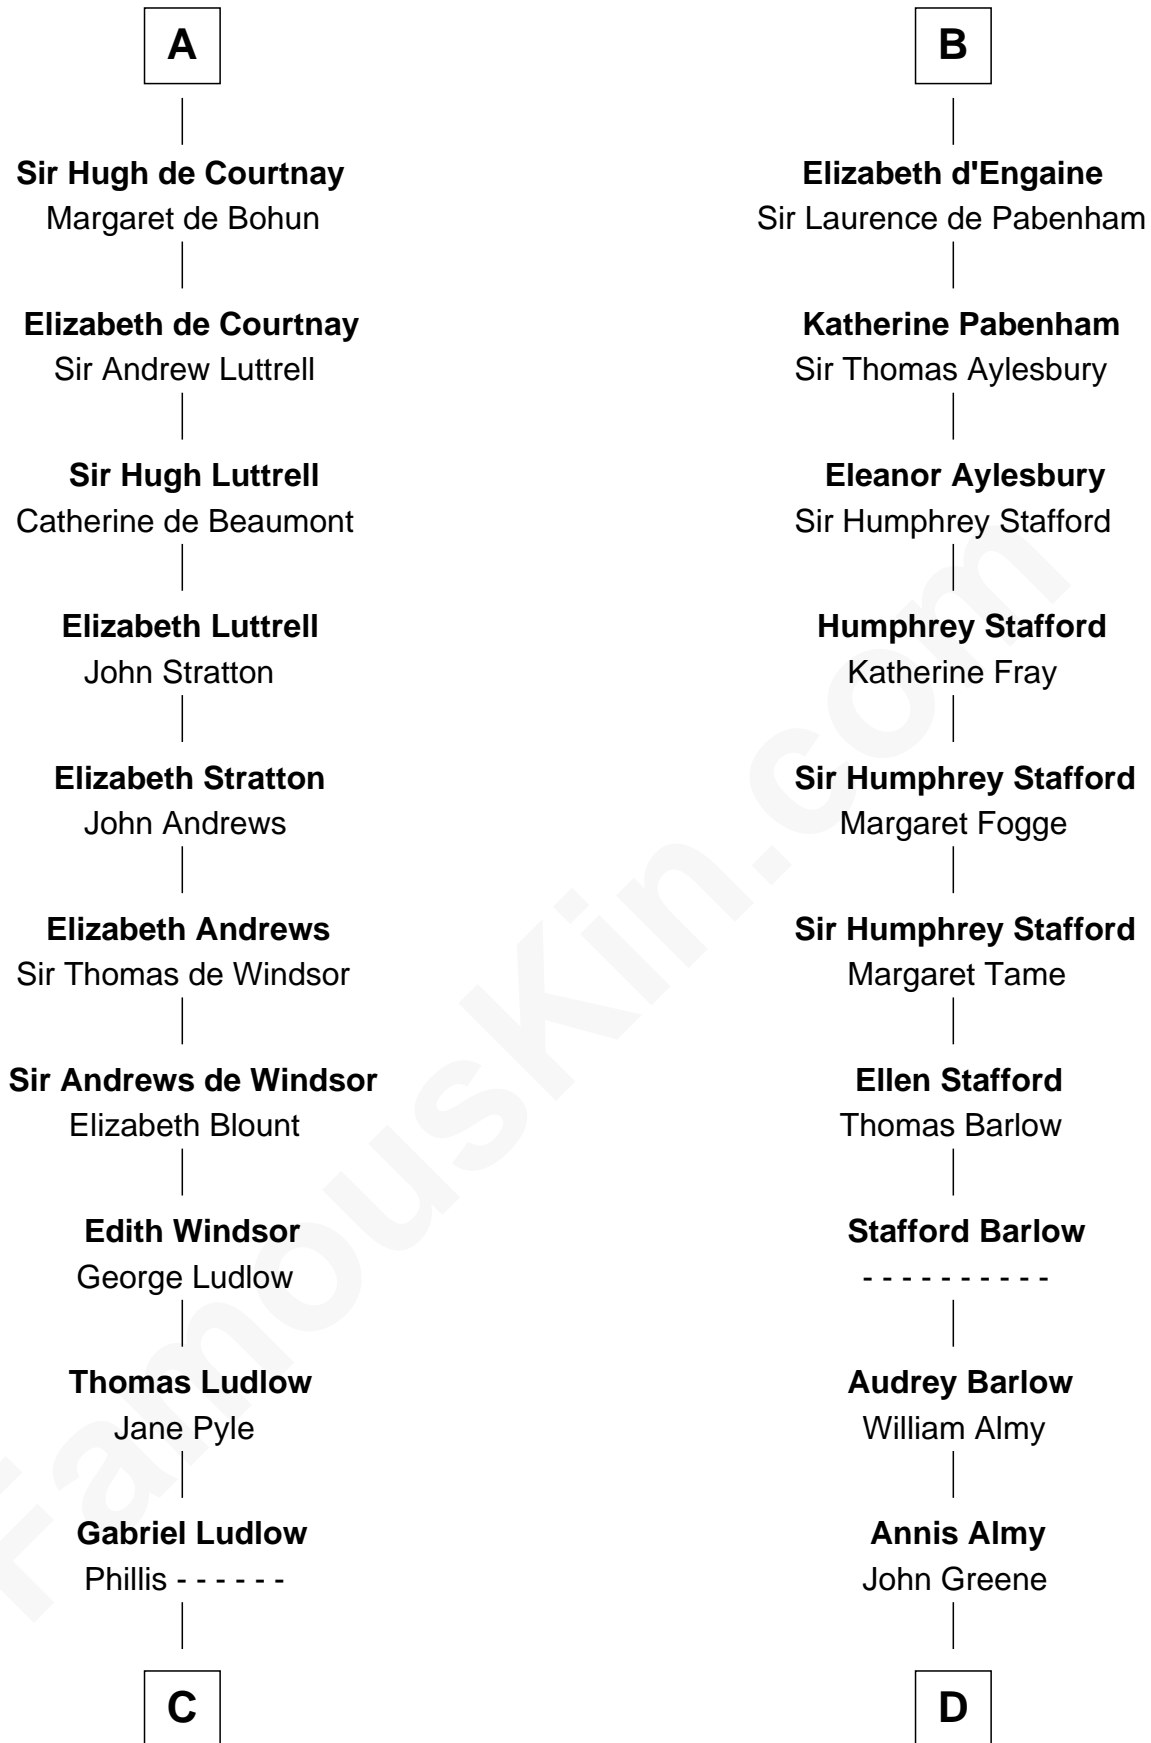 A
Sir Hugh de Courtnay
Margaret de Bohun
Elizabeth de Courtnay
Sir Andrew Luttrell
Sir Hugh Luttrell
Catherine de Beaumont
Elizabeth Luttrell
John Stratton
Elizabeth Stratton
John Andrews
Elizabeth Andrews
Sir Thomas de Windsor
Sir Andrews de Windsor
Elizabeth Blount
Edith Windsor
George Ludlow
Thomas Ludlow
Jane Pyle
Gabriel Ludlow
Phillis - - - - - -
C
B
Elizabeth d'Engaine
Sir Laurence de Pabenham
Katherine Pabenham
Sir Thomas Aylesbury
Eleanor Aylesbury
Sir Humphrey Stafford
Humphrey Stafford
Katherine Fray
Sir Humphrey Stafford
Margaret Fogge
Sir Humphrey Stafford
Margaret Tame
Ellen Stafford
Thomas Barlow
Stafford Barlow
- - - - - - - - - -
Audrey Barlow
William Almy
Annis Almy
John Greene
D
FamousKin.com